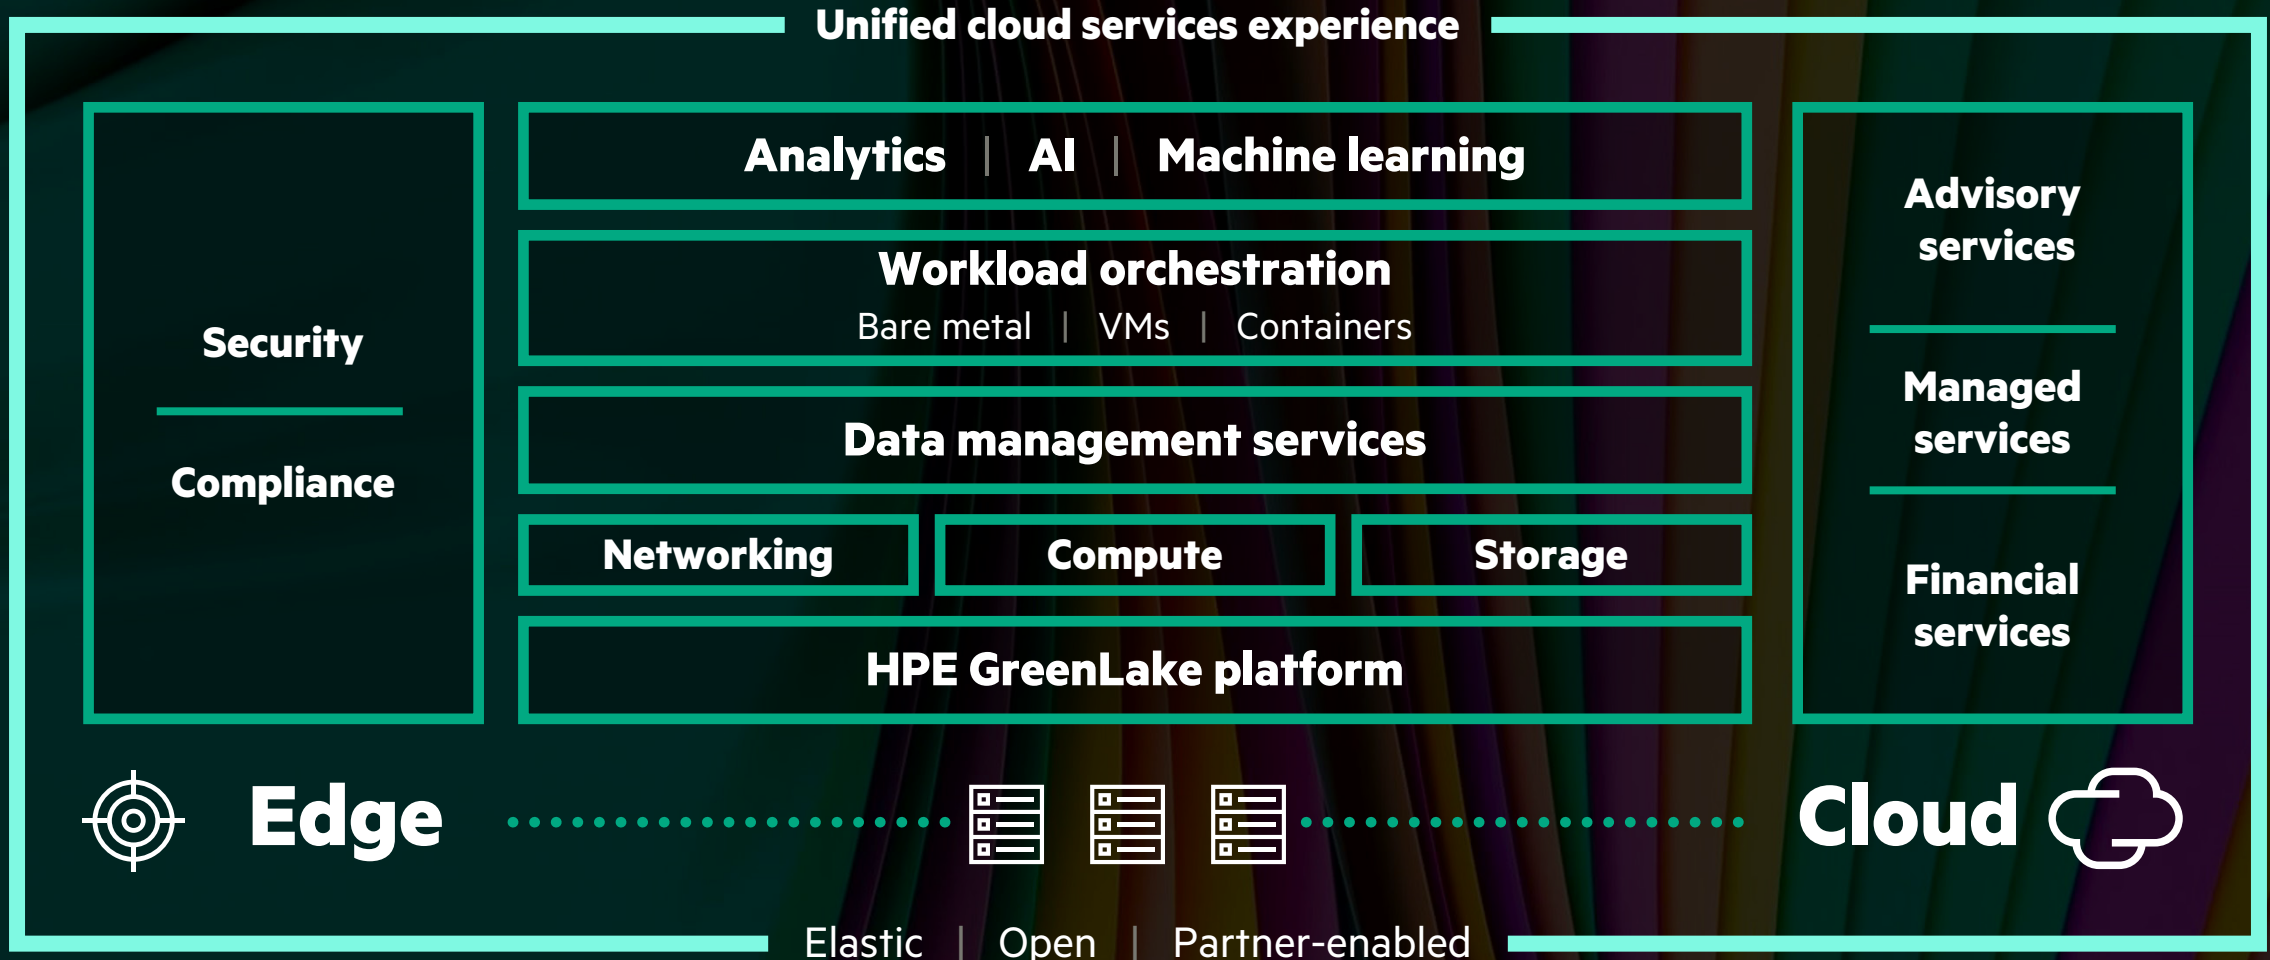 Unified cloud services experience
Security
Compliance
Analytics | AI | Machine learning
Workload orchestration
Bare metal | VMs | Containers
Data management services
Networking
Compute
Storage
HPE GreenLake platform
Advisory
services
Managed
services
Financial
services
Edge
Cloud
Elastic | Open | Partner-enabled